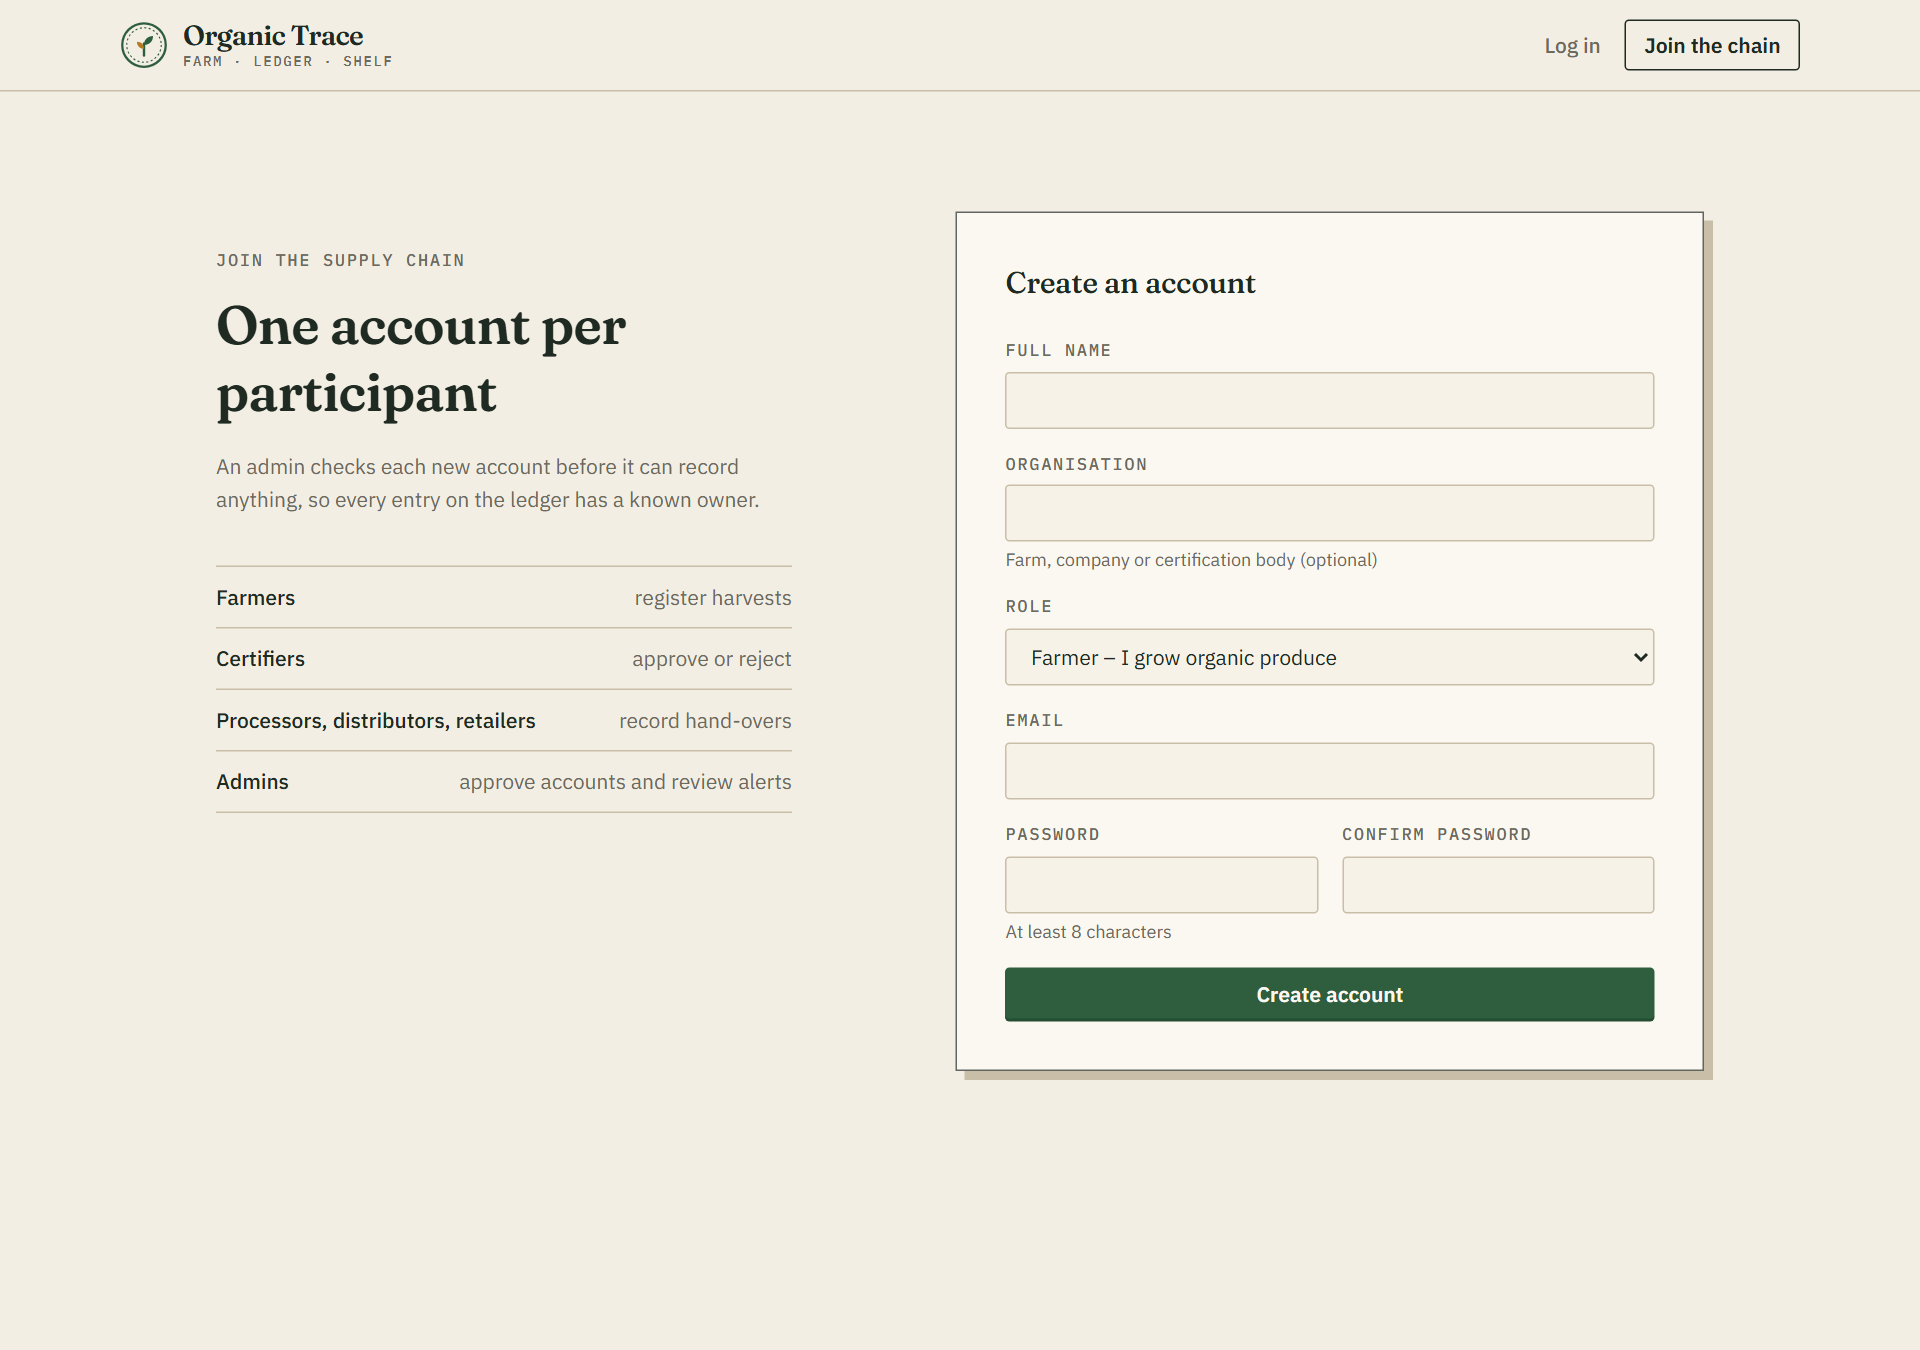 Organic Trace
FARM · LEDGER · SHELF
Log in
Join the chain
JOIN THE SUPPLY CHAIN
One account per
participant
An admin checks each new account before it can record
anything, so every entry on the ledger has a known owner.
Farmers register harvests
Certifiers approve or reject
Processors, distributors, retailers record hand-overs
Admins approve accounts and review alerts
Create an account
FULL NAME
ORGANISATION
Farm, company or certification body (optional)
ROLE
Farmer – I grow organic produce
EMAIL
PASSWORD CONFIRM PASSWORD
At least 8 characters
Create account